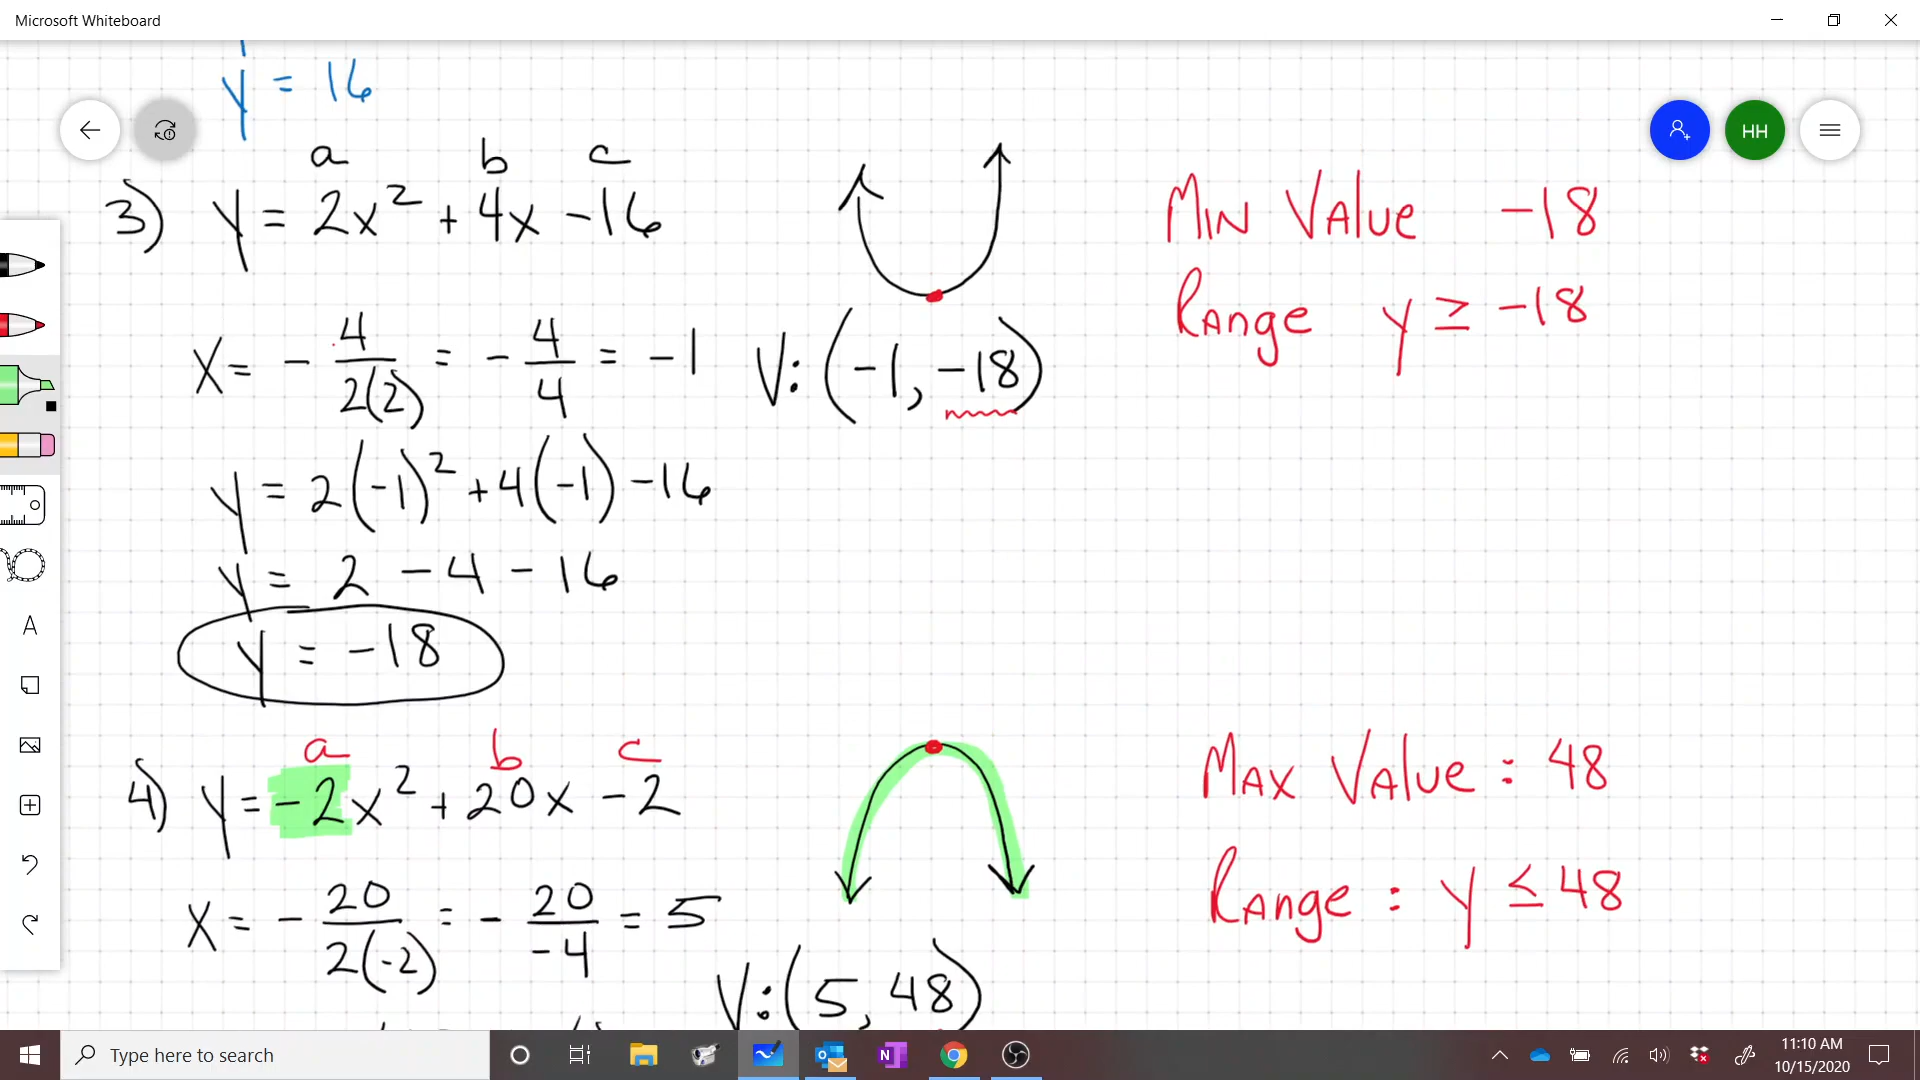 Microsoft Whiteboard
y = 16
HH
a b c
3) y = 2x² + 4x - 16
MIN VALUE -18
RANGE y ≥ -18
X = - 4/2(2) = - 4/4 = -1
V: (-1, -18)
y = 2(-1)² + 4(-1) - 16
y = 2 - 4 - 16
y = -18
A
a b c
4) y = -2x² + 20x - 2
MAX VALUE : 48
RANGE : y ≤ 48
X = - 20/2(-2) = - 20/-4 = 5
V: (5, 48)
Type here to search
11:10 AM
10/15/2020